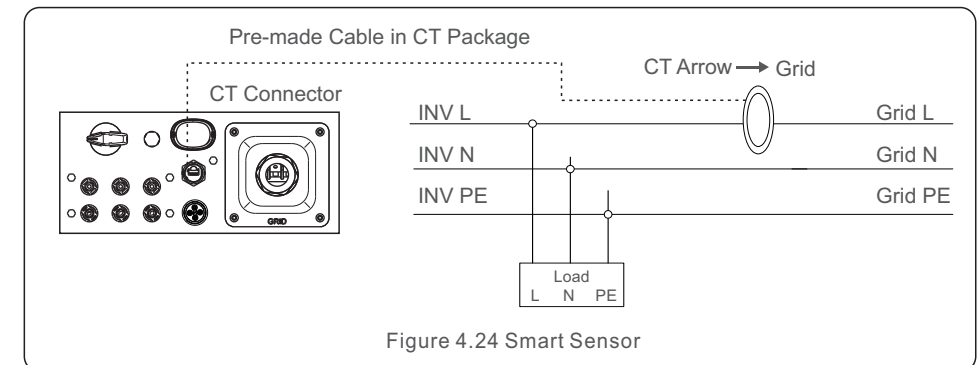 Pre-made Cable in CT Package
CT Arrow → Grid
CT Connector
INV L
Grid L
INV N
Grid N
INV PE
Grid PE
GRID
Load
L N PE
Figure 4.24 Smart Sensor